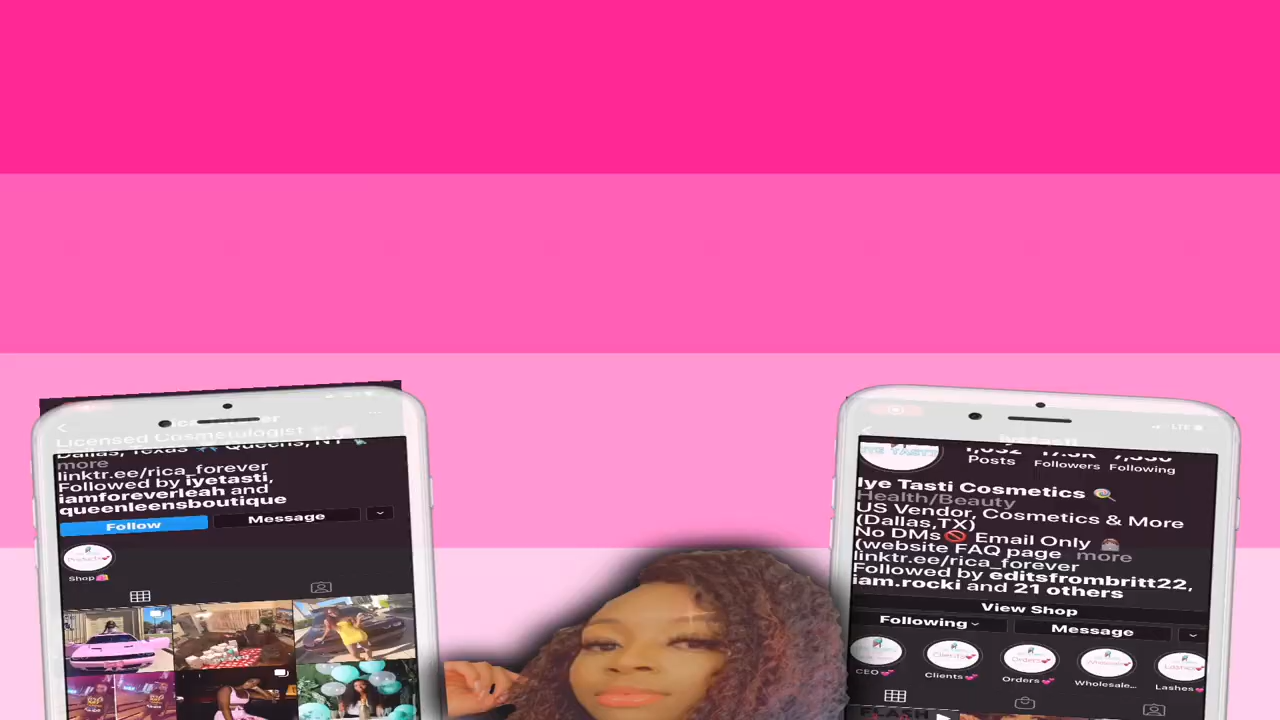 Licensed Cosmetologist
Dallas, Texas ✈️ Queens, NY
more
linktr.ee/rica_forever
Followed by iyetasti,
iamforeverleah and
queenleensboutique
Follow
Message
Shop🛍️
LTE
iyetasti
Posts
Followers
Following
Iye Tasti Cosmetics 🍭
Health/Beauty
US Vendor, Cosmetics & More
(Dallas,TX)
No DMs🚫 Email Only
(website FAQ page more
linktr.ee/rica_forever
Followed by editsfrombritt22,
iam.rocki and 21 others
View Shop
Following
Message
CEO💕
Clients💕
Orders💕
Wholesale...
Lashes